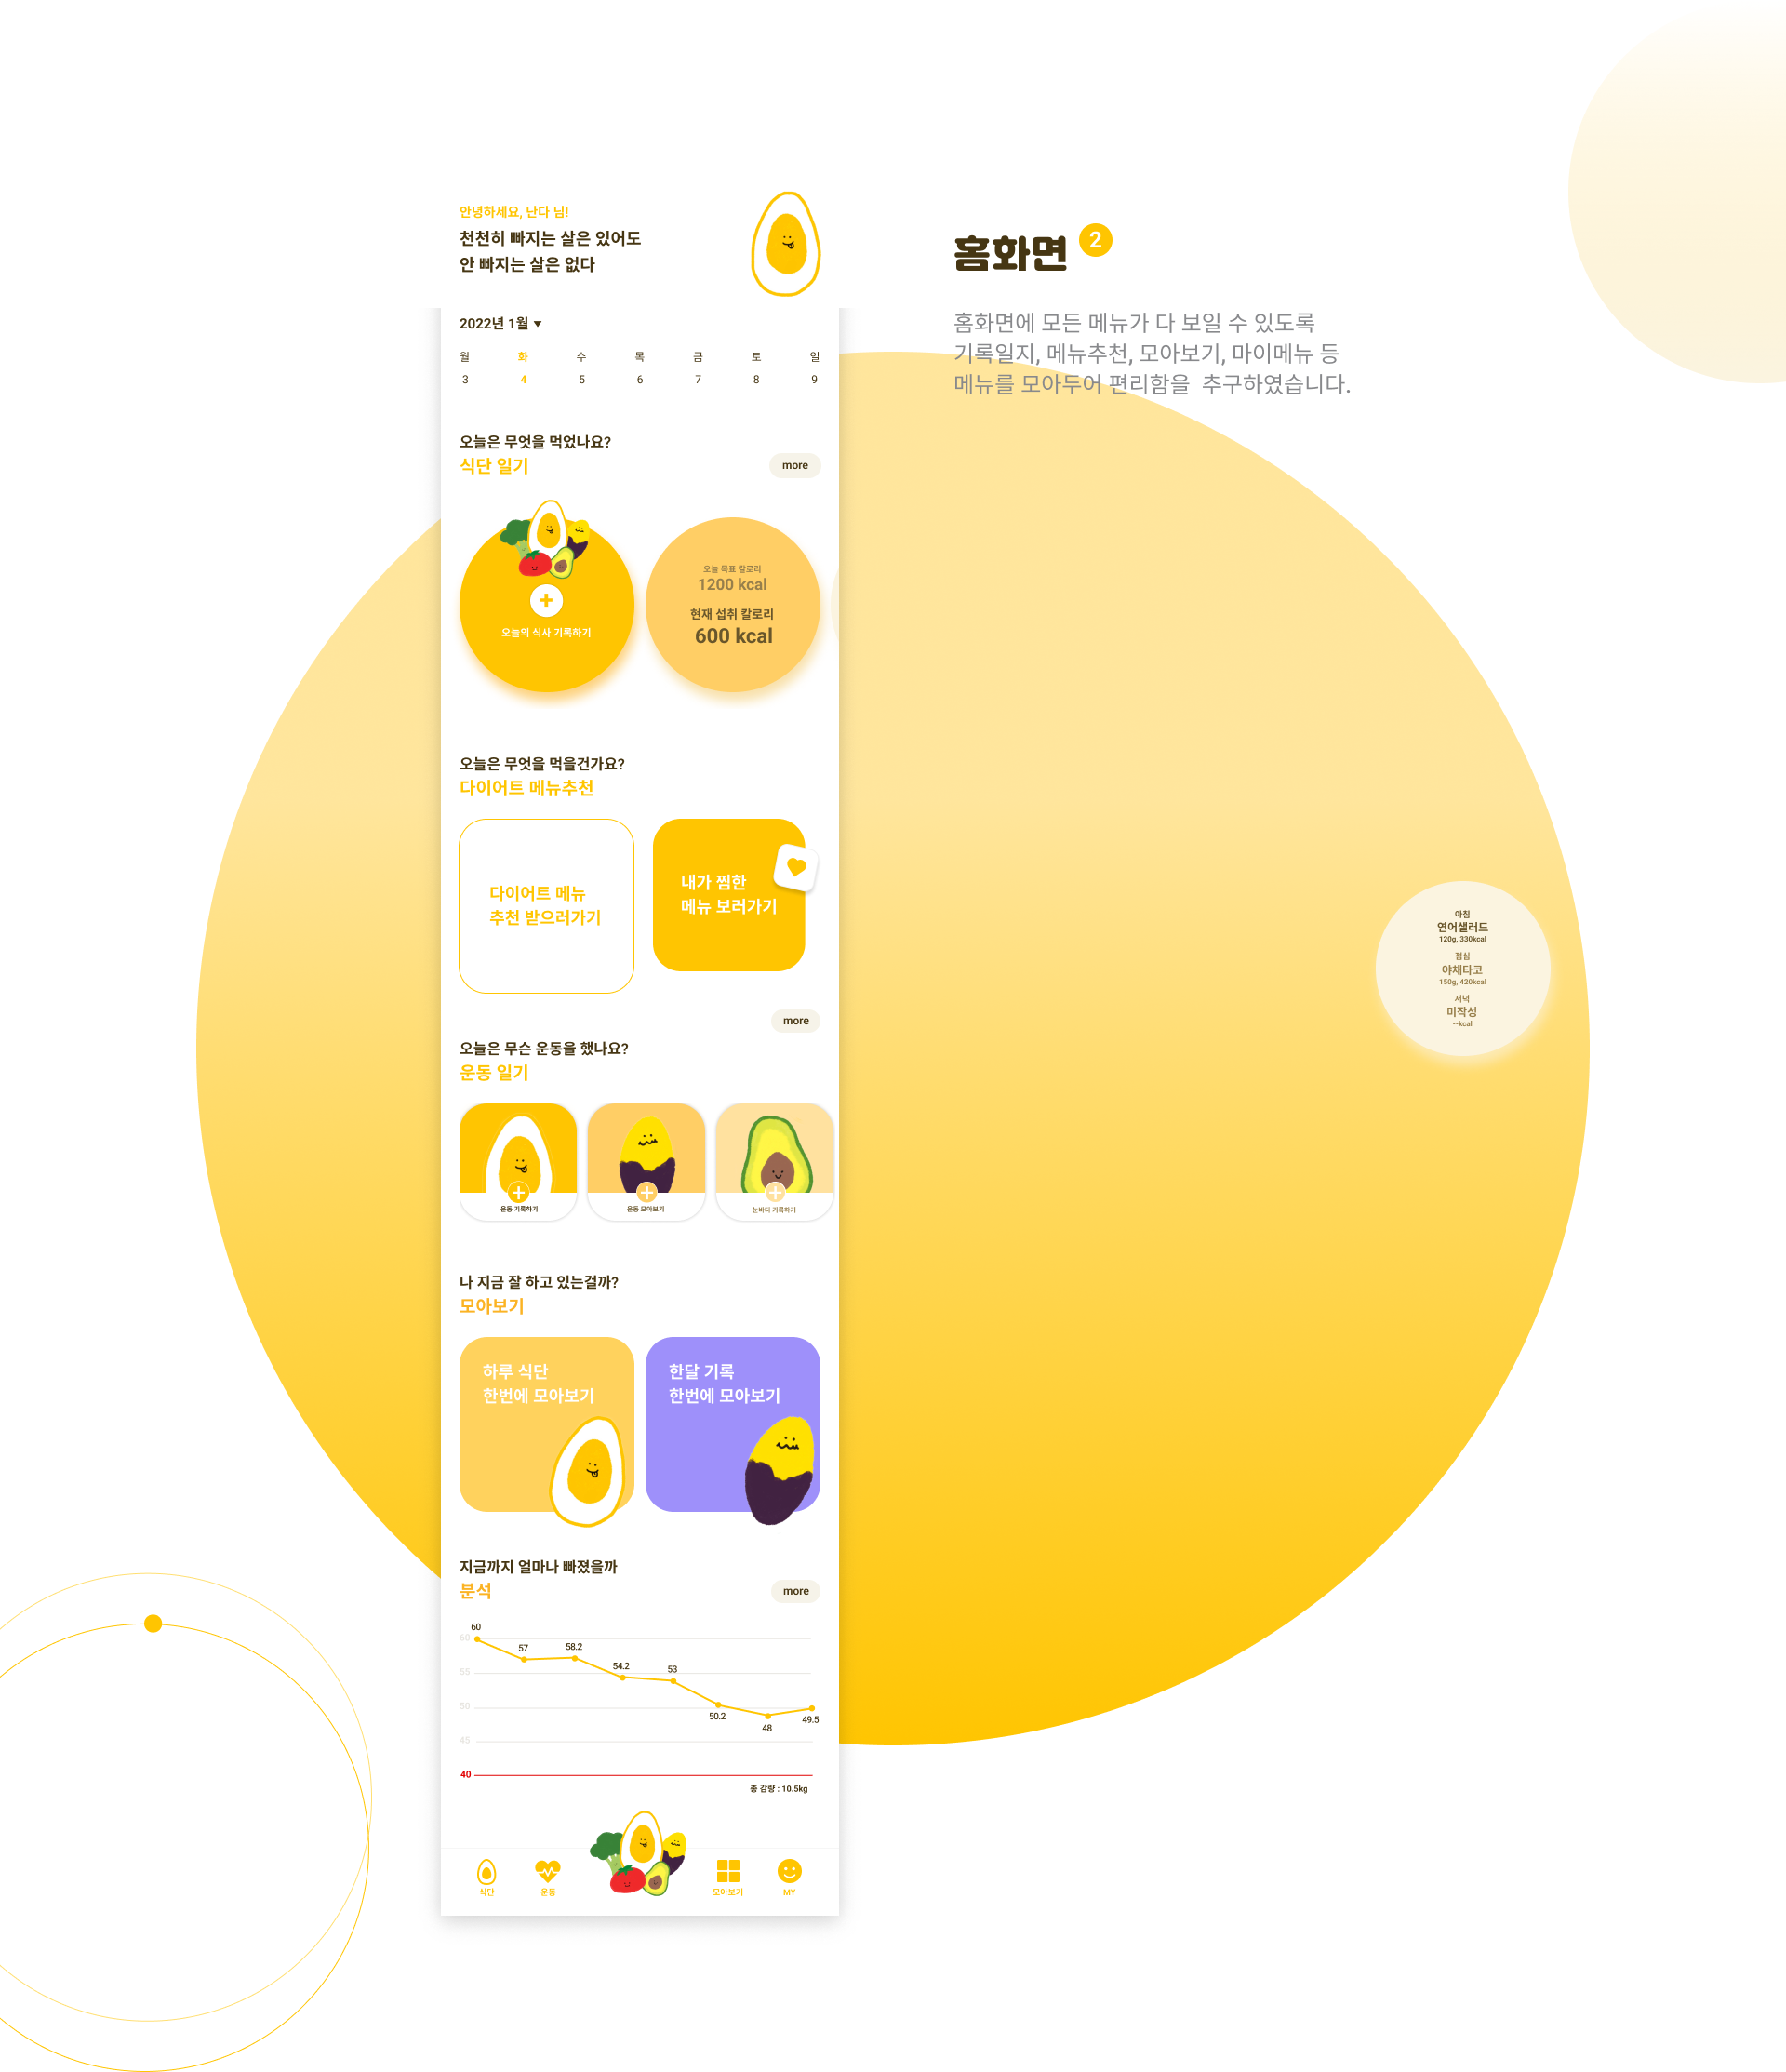 안녕하세요, 난다 님!
천천히 빠지는 살은 있어도
안 빠지는 살은 없다
홈화면 2
홈화면에 모든 메뉴가 다 보일 수 있도록
기록일지, 메뉴추천, 모아보기, 마이메뉴 등
메뉴를 모아두어 편리함을 추구하였습니다.
2022년 1월
월 화 수 목 금 토 일
3 4 5 6 7 8 9
오늘은 무엇을 먹었나요?
식단 일기
more
오늘의 식사 기록하기
오늘 목표 칼로리
1200 kcal
현재 섭취 칼로리
600 kcal
오늘은 무엇을 먹을건가요?
다이어트 메뉴추천
다이어트 메뉴
추천 받으러가기
내가 찜한
메뉴 보러가기
아침
연어샐러드
120g, 330kcal
점심
야채타코
150g, 420kcal
저녁
미작성
--kcal
more
오늘은 무슨 운동을 했나요?
운동 일기
운동 기록하기
운동 모아보기
눈바디 기록하기
나 지금 잘 하고 있는걸까?
모아보기
하루 식단
한번에 모아보기
한달 기록
한번에 모아보기
지금까지 얼마나 빠졌을까
분석
more
60
55
50
45
40
60
57
58.2
54.2
53
50.2
48
49.5
총 감량 : 10.5kg
식단
운동
모아보기
MY